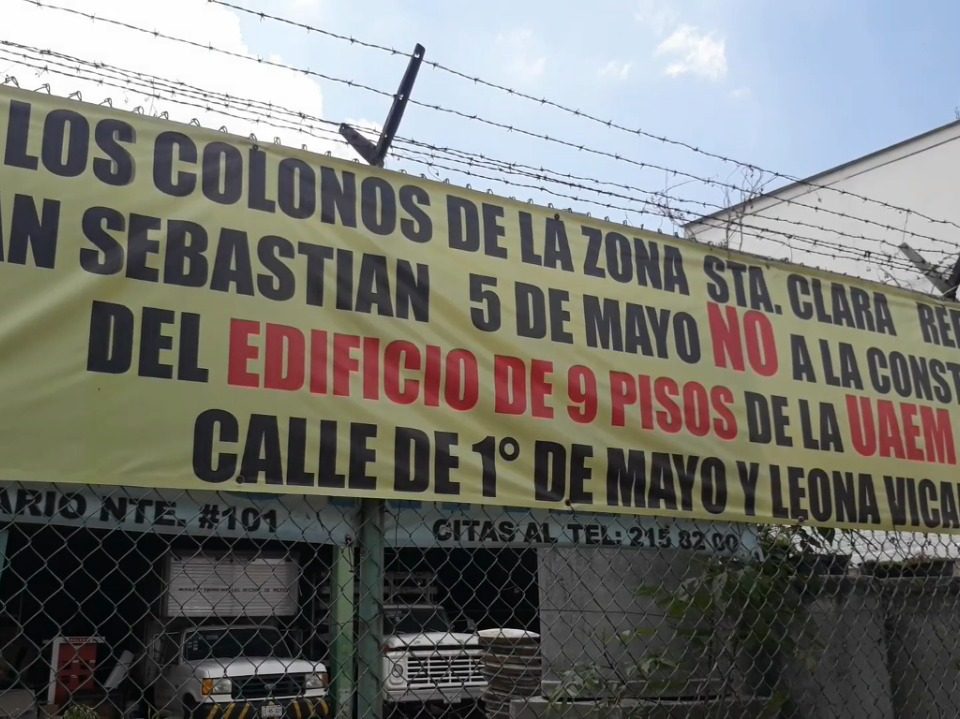 LOS COLONOS DE LA ZONA STA. CLARA
SEBASTIAN 5 DE MAYO NO A LA
DEL EDIFICIO DE 9 PISOS DE LA UAEM
CALLE DE 1° DE MAYO Y LEONA
NTE. #101
CITAS AL TEL: 215 82 00